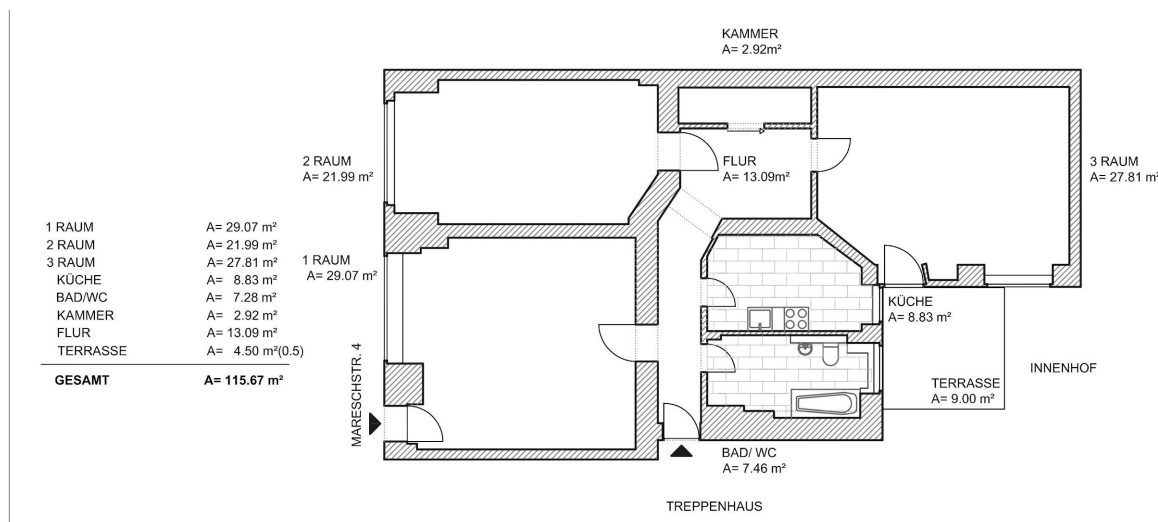 KAMMER
A= 2.92m²
2 RAUM
A= 21.99 m²
FLUR
A= 13.09m²
3 RAUM
A= 27.81 m²
1 RAUM A= 29.07 m²
2 RAUM A= 21.99 m²
3 RAUM A= 27.81 m²
KÜCHE A= 8.83 m²
BAD/WC A= 7.28 m²
KAMMER A= 2.92 m²
FLUR A= 13.09 m²
TERRASSE A= 4.50 m²(0.5)
GESAMT A= 115.67 m²
1 RAUM
A= 29.07 m²
MARESCHSTR. 4
KÜCHE
A= 8.83 m²
TERRASSE
A= 9.00 m²
INNENHOF
BAD/ WC
A= 7.46 m²
TREPPENHAUS